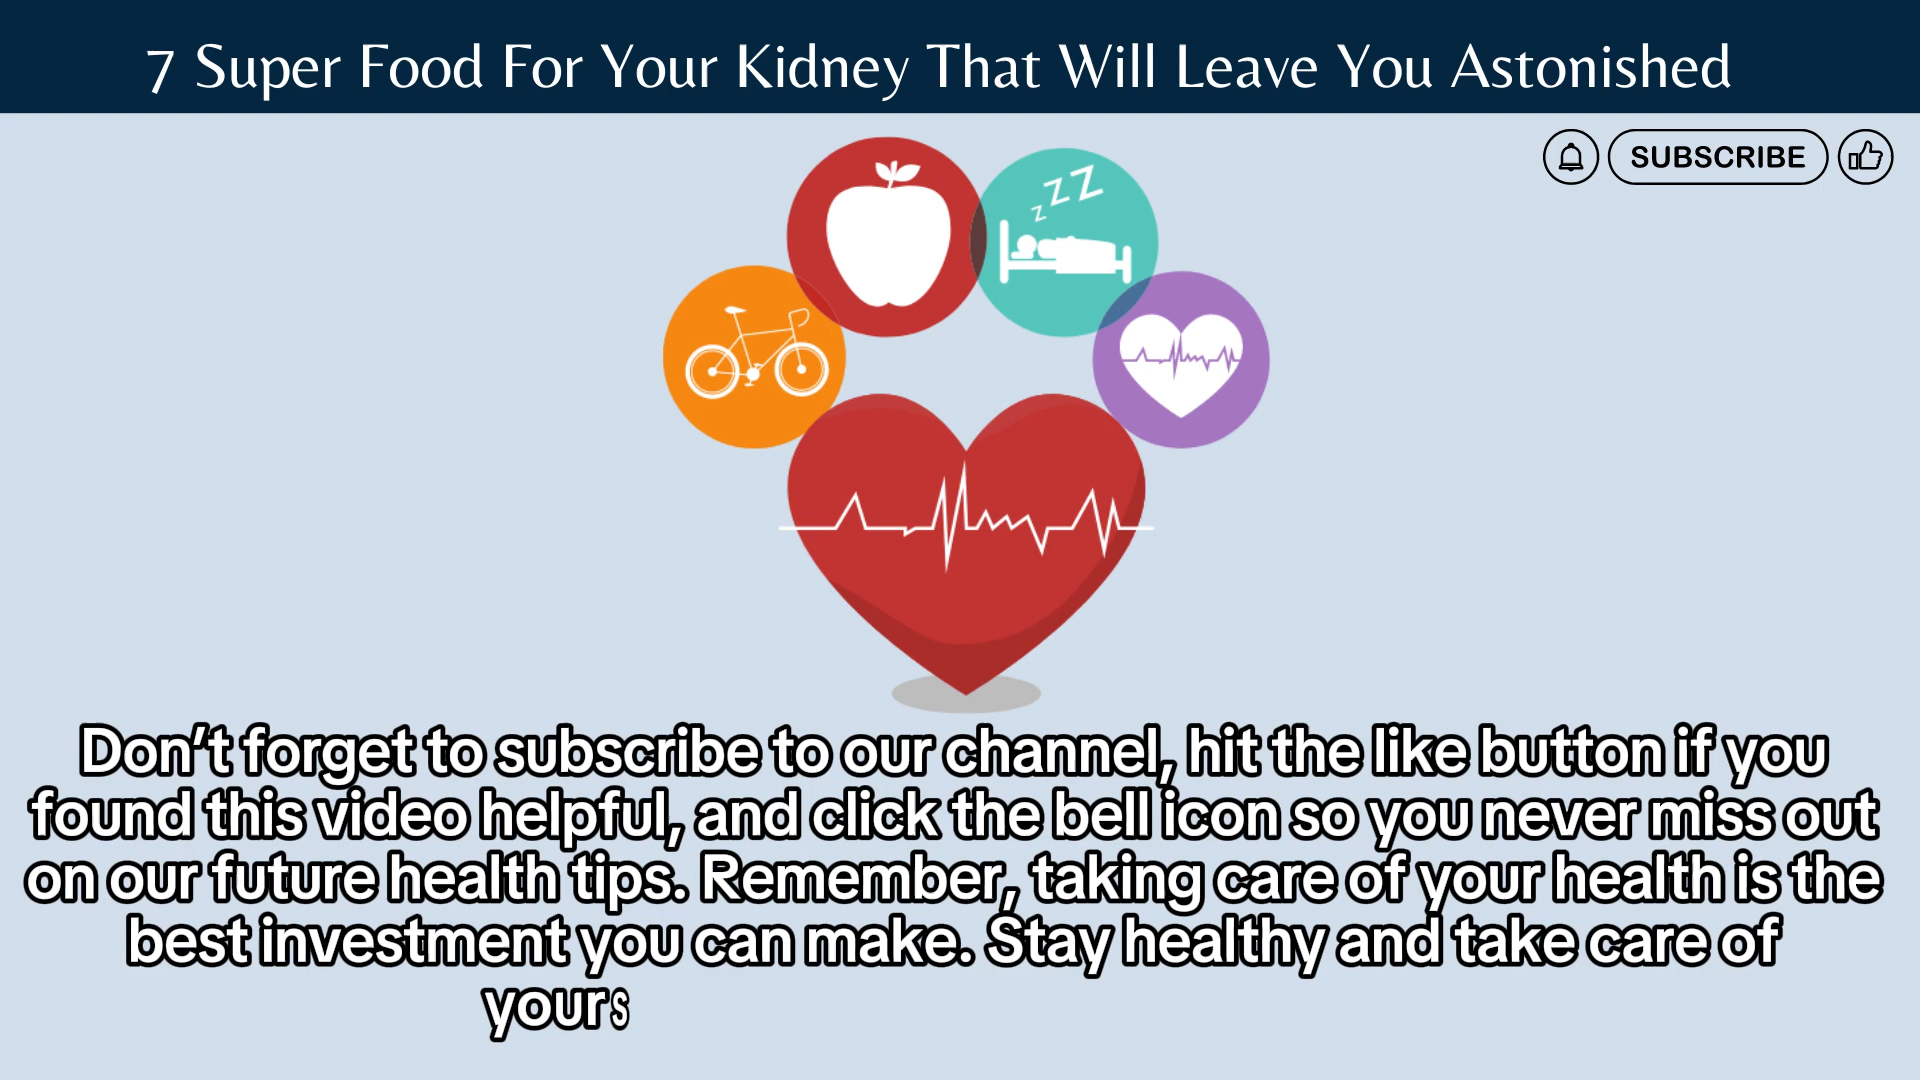 7 Super Food For Your Kidney That Will Leave You Astonished
SUBSCRIBE
z Z Z
Don't forget to subscribe to our channel, hit the like button if you
found this video helpful, and click the bell icon so you never miss out
on our future health tips. Remember, taking care of your health is the
best investment you can make. Stay healthy and take care of
yours